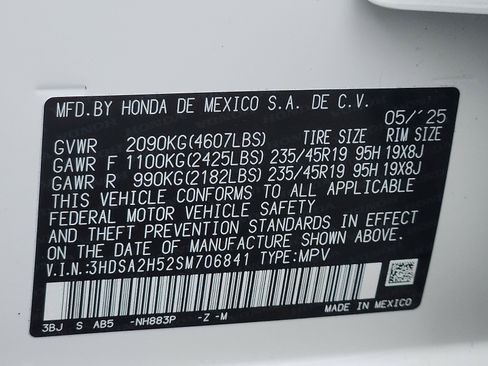 MFD.BY HONDA DE MEXICO S.A. DE C.V.
05/'25
GVWR 2090KG(4607LBS) TIRE SIZE RIM SIZE
GAWR F 1100KG(2425LBS) 235/45R19 95H 19X8J
GAWR R 990KG(2182LBS) 235/45R19 95H 19X8J
THIS VEHICLE CONFORMS TO ALL APPLICABLE
FEDERAL MOTOR VEHICLE SAFETY
BUMPER, AND THEFT PREVENTION STANDARDS IN EFFECT
ON THE DATE OF MANUFACTURE SHOWN ABOVE.
V.I.N.:3HDSA2H52SM706841 TYPE:MPV
3BJ S AB5 -NH883P -Z -M
MADE IN MEXICO